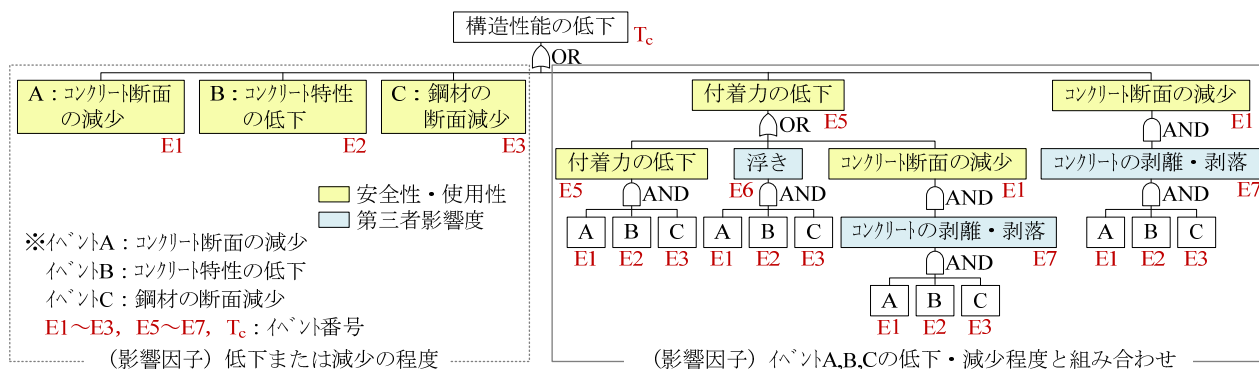 構造性能の低下
Tc
OR
A：ｺﾝｸﾘｰﾄ断面の減少
E1
B：ｺﾝｸﾘｰﾄ特性の低下
E2
C：鋼材の断面減少
E3
付着力の低下
E5
OR
ｺﾝｸﾘｰﾄ断面の減少
E1
AND
付着力の低下
E5
AND
浮き
E6
AND
ｺﾝｸﾘｰﾄ断面の減少
E1
AND
ｺﾝｸﾘｰﾄの剥離・剥落
E7
AND
A B C
E1 E2 E3
A B C
E1 E2 E3
ｺﾝｸﾘｰﾄの剥離・剥落
E7
AND
A B C
E1 E2 E3
A B C
E1 E2 E3
安全性・使用性
第三者影響度
※ｲﾍﾞﾝﾄA：ｺﾝｸﾘｰﾄ断面の減少
ｲﾍﾞﾝﾄB：ｺﾝｸﾘｰﾄ特性の低下
ｲﾍﾞﾝﾄC：鋼材の断面減少
E1～E3, E5～E7, Tc：ｲﾍﾞﾝﾄ番号
（影響因子）低下または減少の程度
（影響因子）ｲﾍﾞﾝﾄA,B,Cの低下・減少程度と組み合わせ